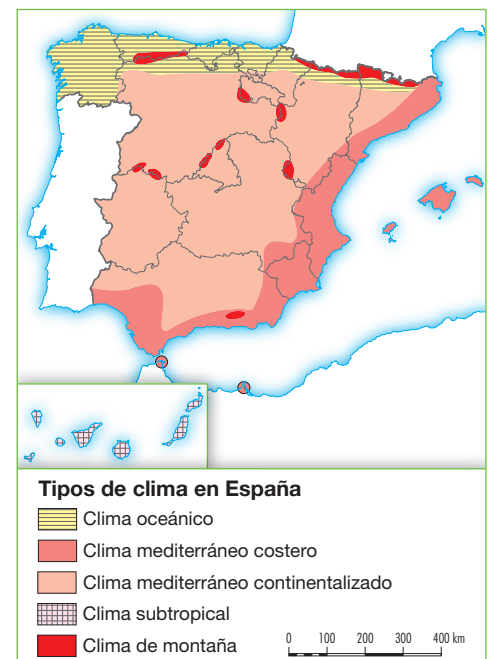 Tipos de clima en España
Clima oceánico
Clima mediterráneo costero
Clima mediterráneo continentalizado
Clima subtropical
Clima de montaña
0 100 200 300 400 km